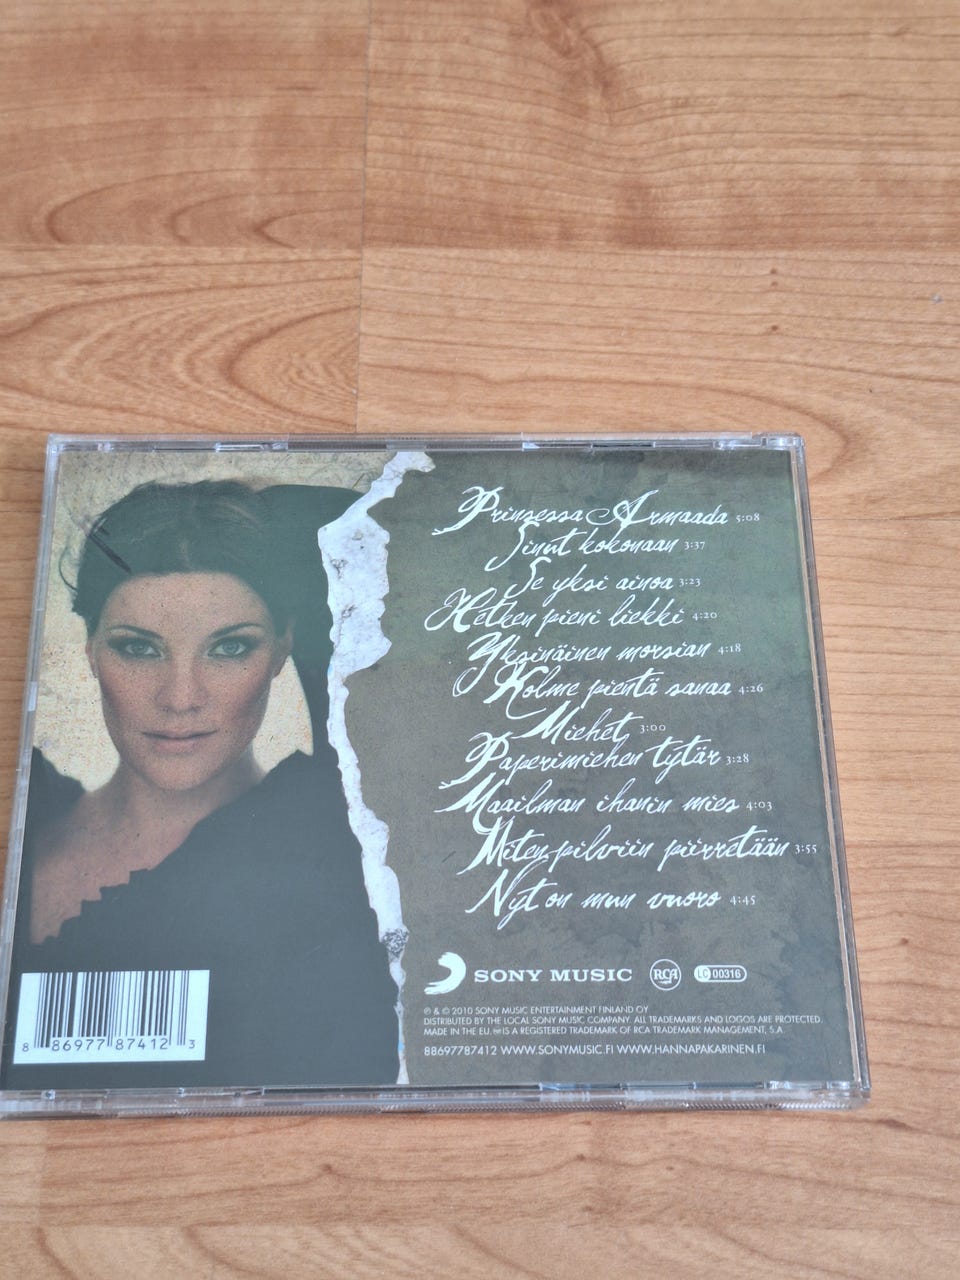 Prinsessa Armaada 5:08
Sinut kokonaan 3:37
Se yksi ainoa 3:23
Hetken pieni liekki 4:20
Yksinäinen morsian 4:18
Kolme pientä sanaa 4:26
Miehet 3:00
Paperimiehen tytär 3:28
Maailman ihanin mies 4:03
Miten pilviin piirretään 3:55
Nyt on mun vuoro 4:45
SONY MUSIC RCA LC 00316
℗ & © 2010 SONY MUSIC ENTERTAINMENT FINLAND OY
DISTRIBUTED BY THE LOCAL SONY MUSIC COMPANY. ALL TRADEMARKS AND LOGOS ARE PROTECTED.
MADE IN THE EU. IS A REGISTERED TRADEMARK OF RCA TRADEMARK MANAGEMENT, S.A
88697787412 WWW.SONYMUSIC.FI WWW.HANNAPAKARINEN.FI
8 86977 87412 3